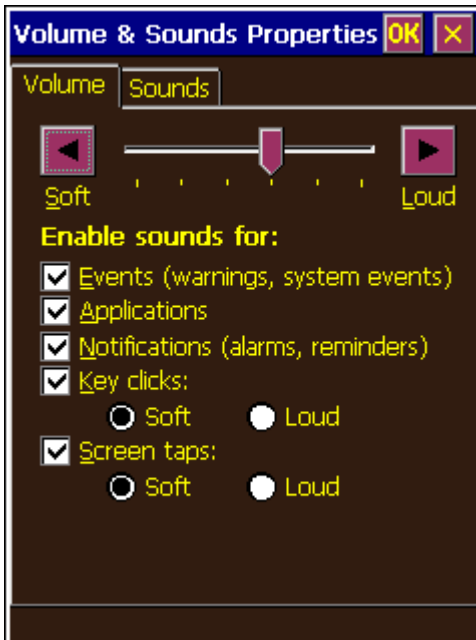 Volume & Sounds Properties OK ×
Volume Sounds
Soft Loud
Enable sounds for:
Events (warnings, system events)
Applications
Notifications (alarms, reminders)
Key clicks:
Soft Loud
Screen taps:
Soft Loud